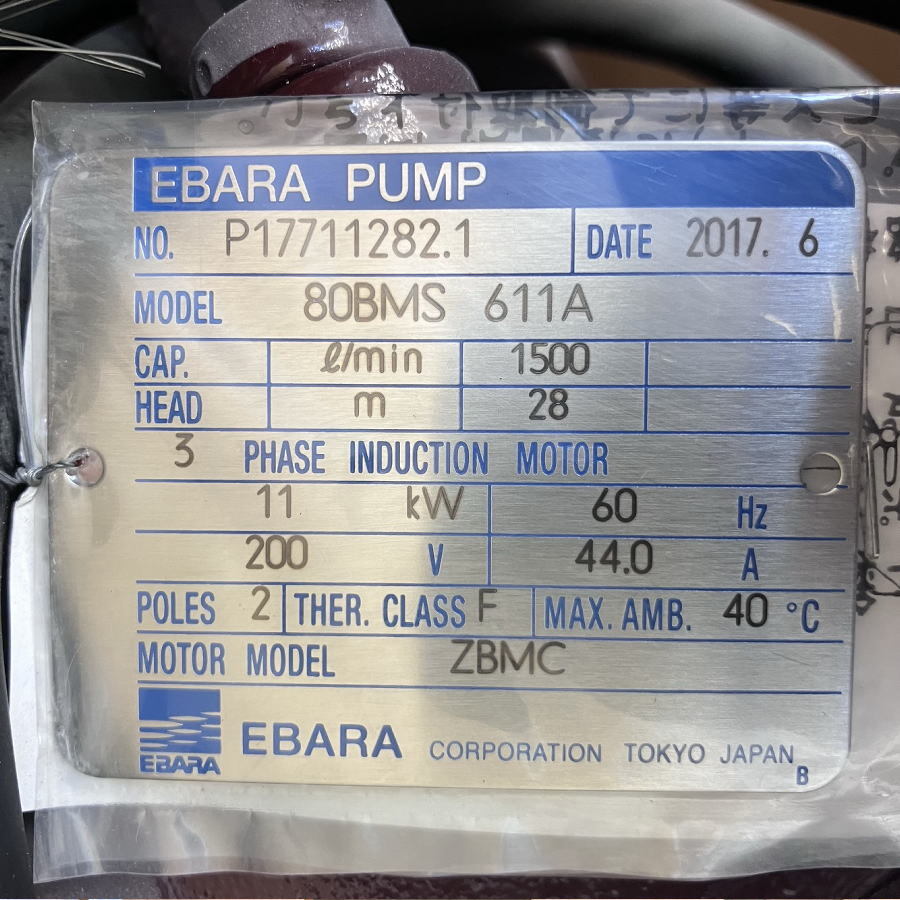 EBARA PUMP
NO. P17711282.1 DATE 2017. 6
MODEL 80BMS 611A
CAP. ℓ/min 1500
HEAD m 28
3 PHASE INDUCTION MOTOR
11 kW 60 Hz
200 V 44.0 A
POLES 2 THER. CLASS F MAX. AMB. 40 °C
MOTOR MODEL ZBMC
EBARA
EBARA CORPORATION TOKYO JAPAN
B